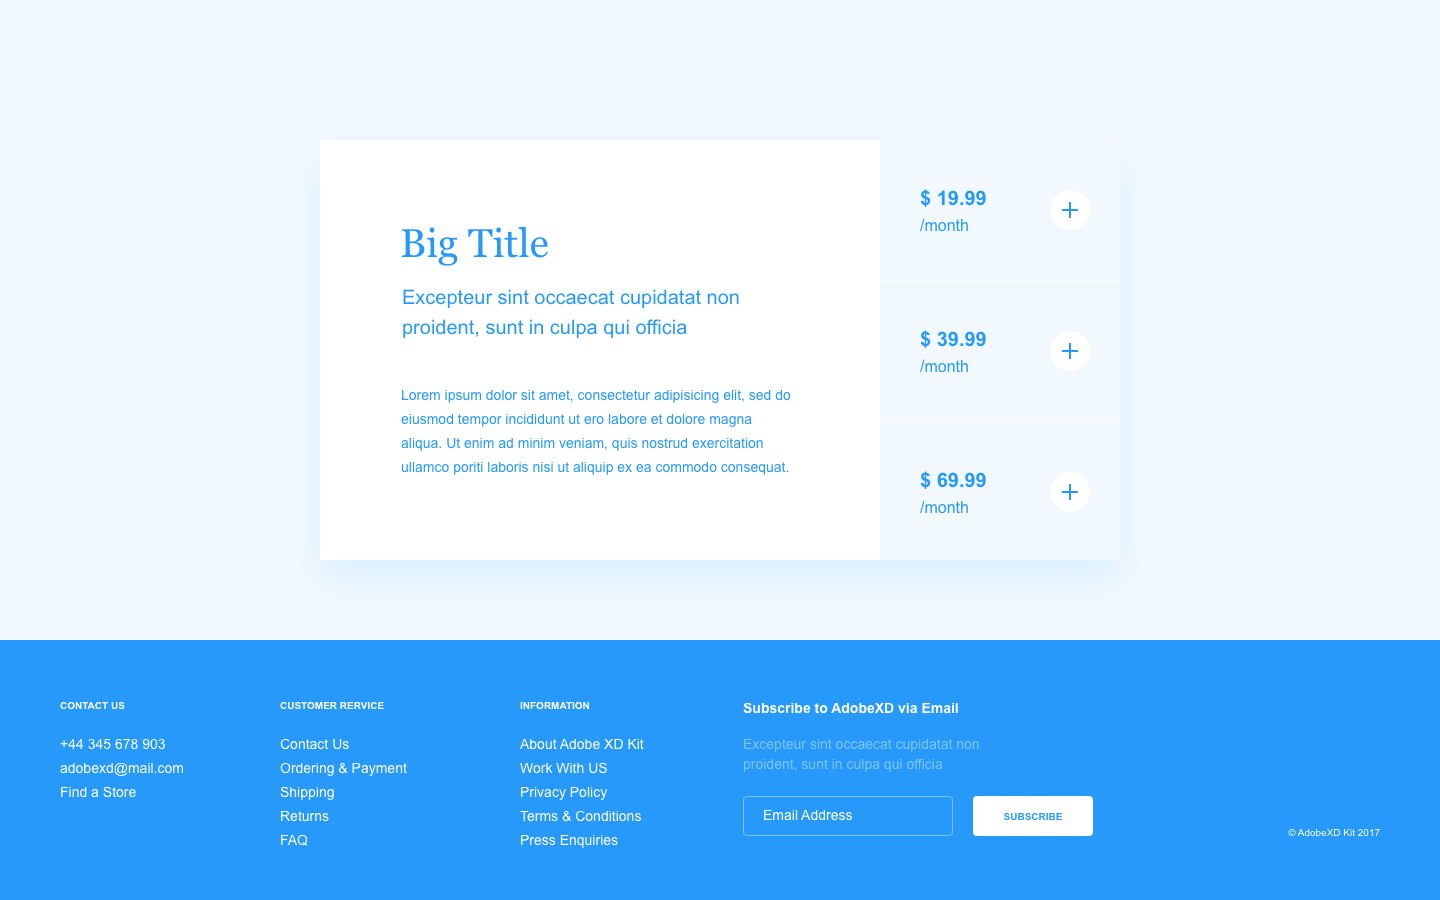 Big Title
Excepteur sint occaecat cupidatat non
proident, sunt in culpa qui officia
Lorem ipsum dolor sit amet, consectetur adipisicing elit, sed do
eiusmod tempor incididunt ut ero labore et dolore magna
aliqua. Ut enim ad minim veniam, quis nostrud exercitation
ullamco poriti laboris nisi ut aliquip ex ea commodo consequat.
$ 19.99
/month
$ 39.99
/month
$ 69.99
/month
CONTACT US
+44 345 678 903
adobexd@mail.com
Find a Store
CUSTOMER RERVICE
Contact Us
Ordering & Payment
Shipping
Returns
FAQ
INFORMATION
About Adobe XD Kit
Work With US
Privacy Policy
Terms & Conditions
Press Enquiries
Subscribe to AdobeXD via Email
Excepteur sint occaecat cupidatat non
proident, sunt in culpa qui officia
Email Address
SUBSCRIBE
© AdobeXD Kit 2017